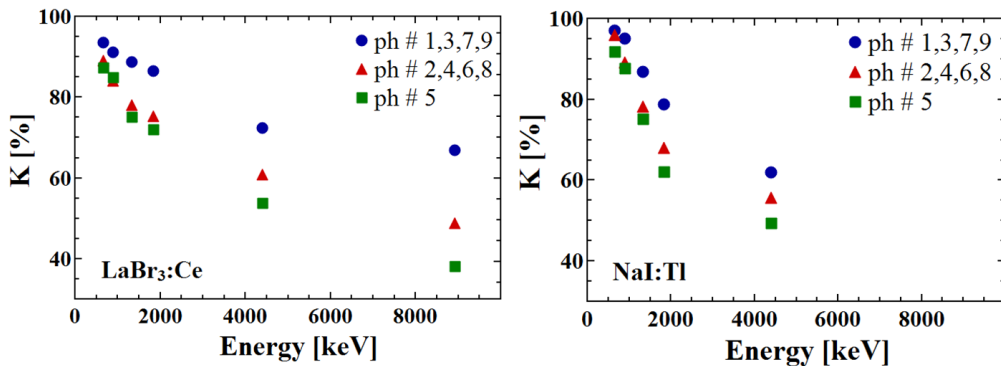 100
80
60
40
K [%]
ph # 1,3,7,9
ph # 2,4,6,8
ph # 5
LaBr₃:Ce
0 2000 4000 6000 8000
Energy [keV]
100
80
60
40
K [%]
ph # 1,3,7,9
ph # 2,4,6,8
ph # 5
NaI:Tl
0 2000 4000 6000 8000
Energy [keV]